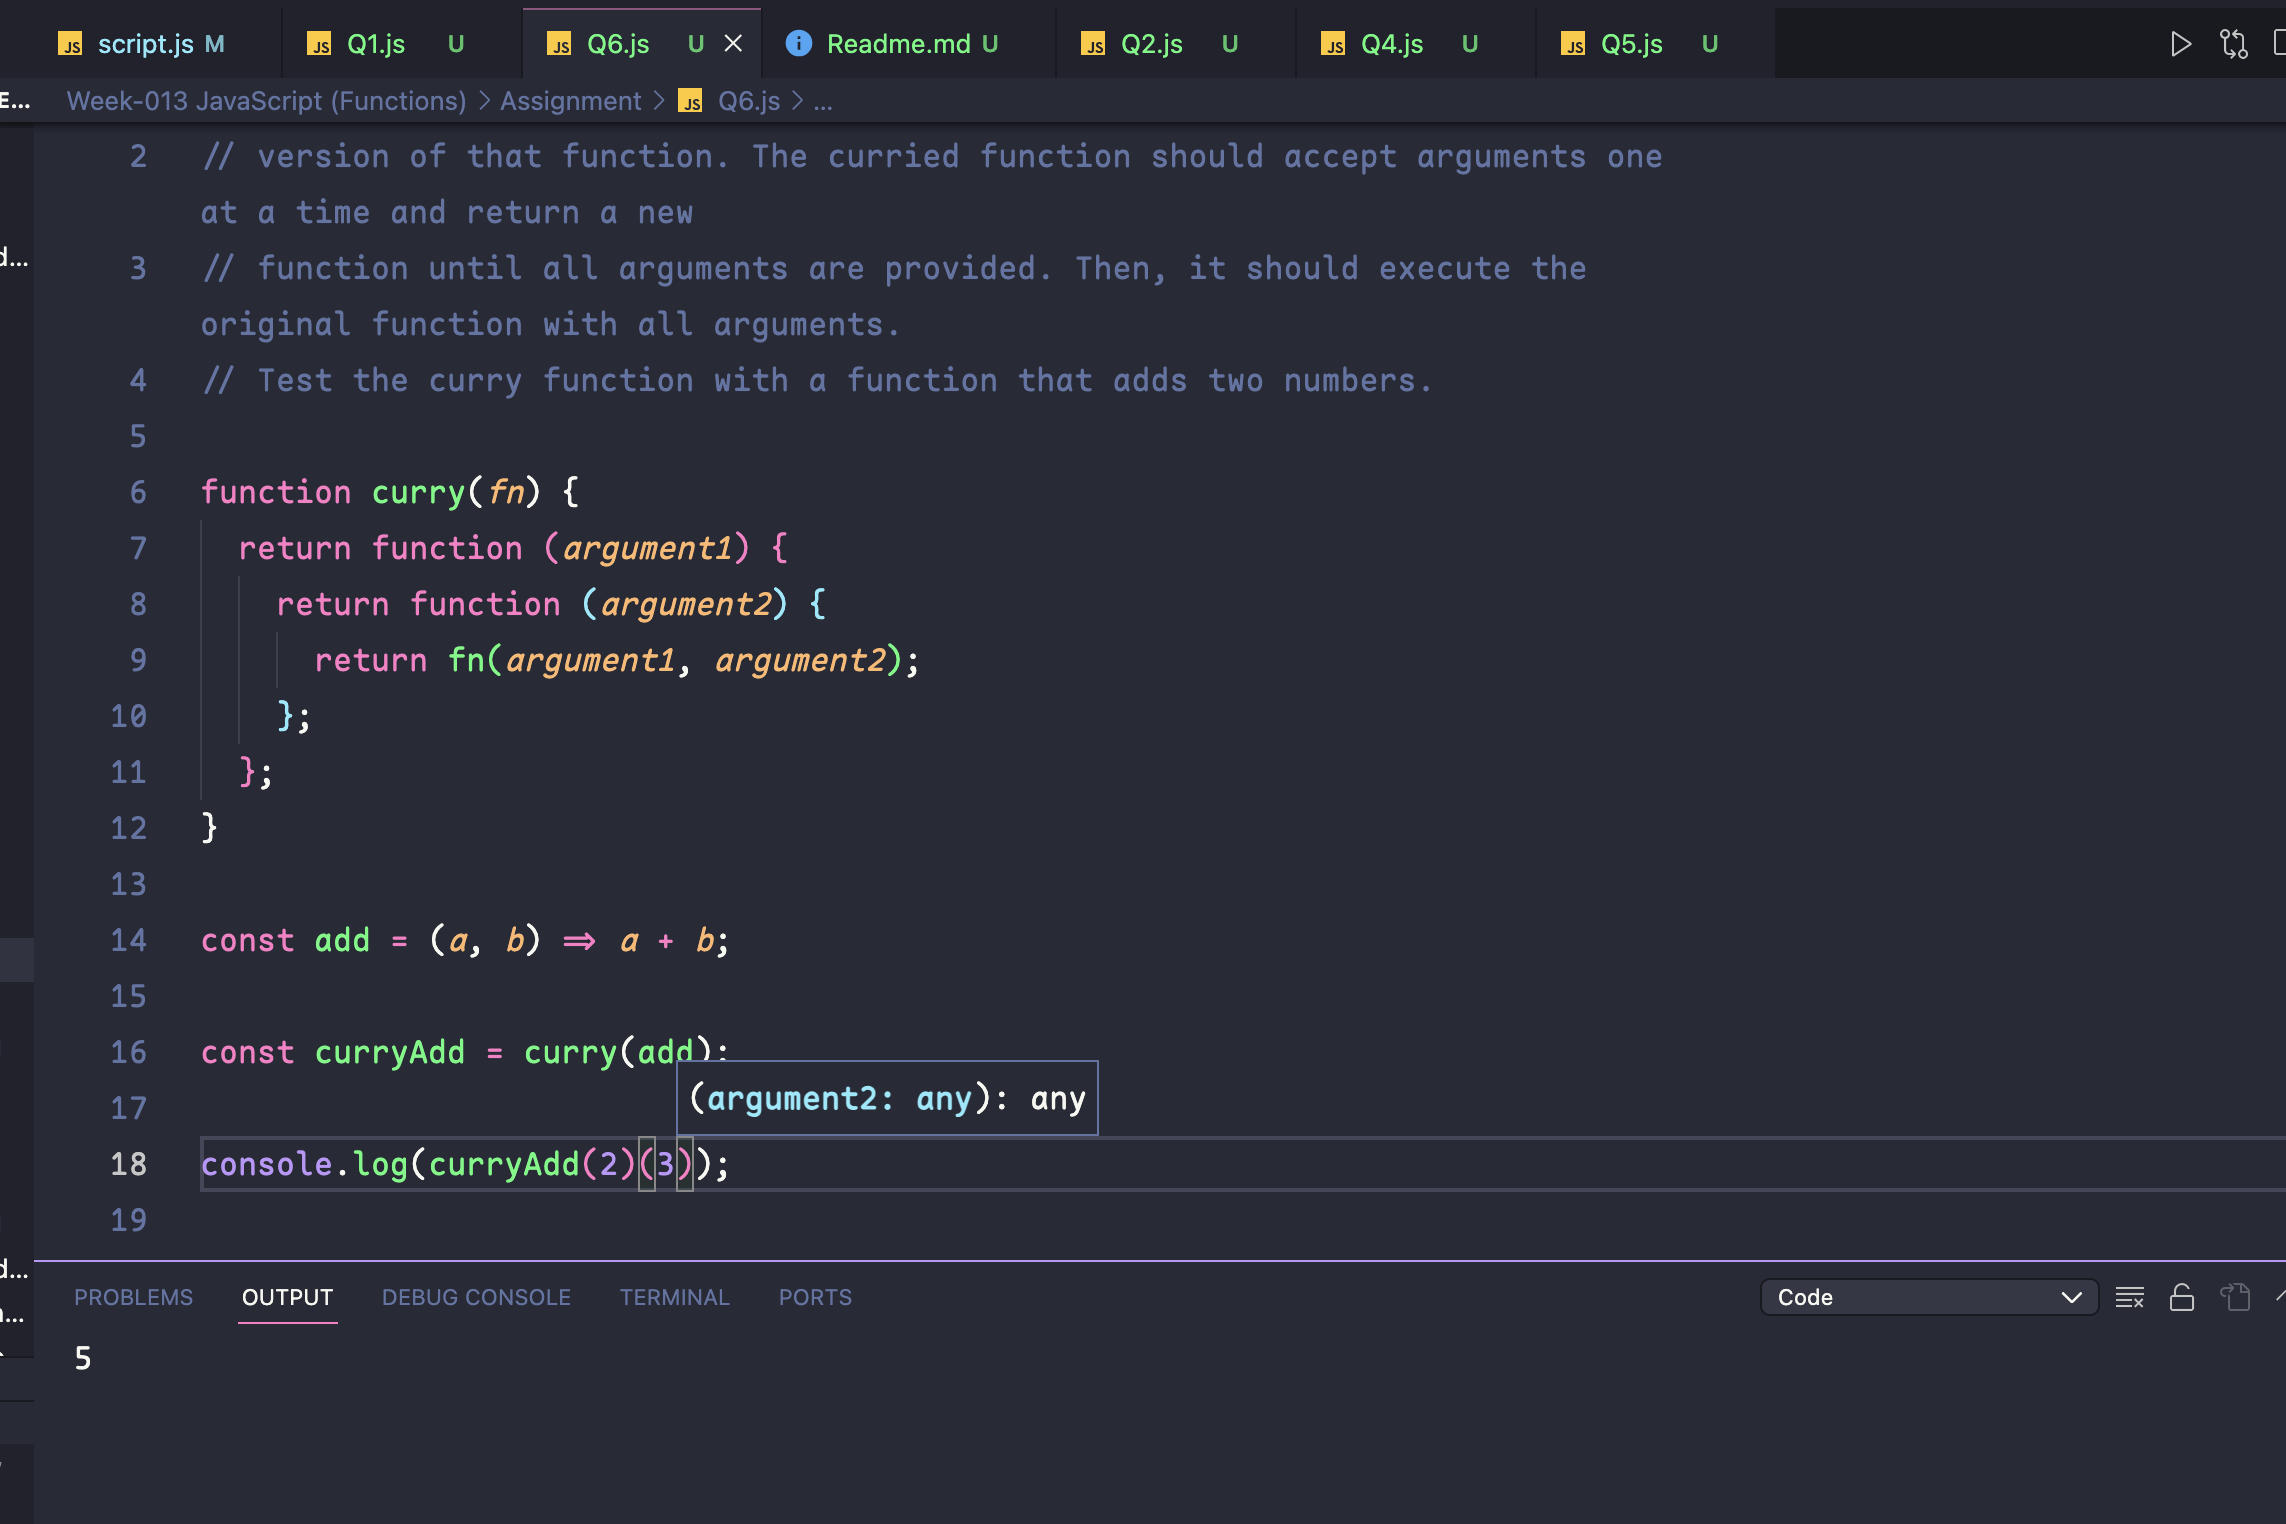 JS script.js M JS Q1.js U JS Q6.js U Readme.md U JS Q2.js U JS Q4.js U JS Q5.js U
E... Week-013 JavaScript (Functions) > Assignment > JS Q6.js > ...
2 // version of that function. The curried function should accept arguments one
at a time and return a new
d...
3 // function until all arguments are provided. Then, it should execute the
original function with all arguments.
4 // Test the curry function with a function that adds two numbers.
5
6 function curry(fn) {
7 return function (argument1) {
8 return function (argument2) {
9 return fn(argument1, argument2);
10 };
11 };
12 }
13
14 const add = (a, b) => a + b;
15
16 const curryAdd = curry(add);
17
(argument2: any): any
18 console.log(curryAdd(2)(3));
19
d...
PROBLEMS OUTPUT DEBUG CONSOLE TERMINAL PORTS Code
5